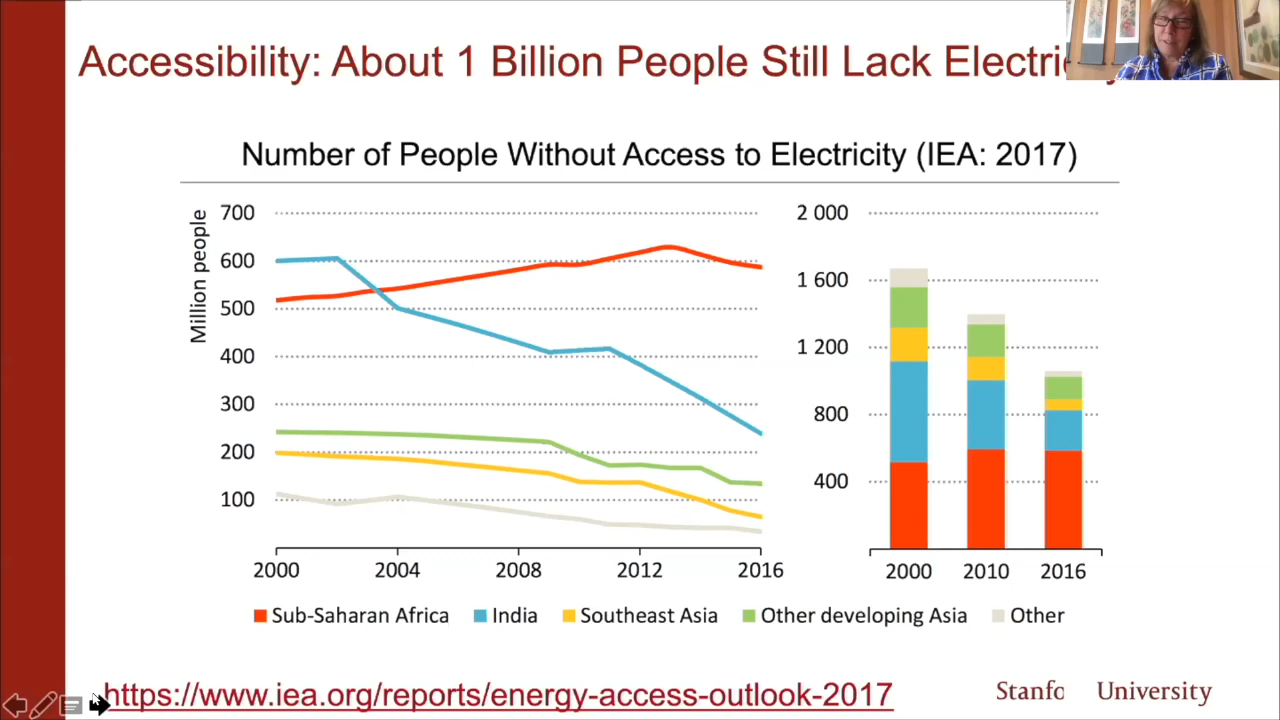 Accessibility: About 1 Billion People Still Lack
Number of People Without Access to Electricity (IEA: 2017)
Million people
700
600
500
400
300
200
100
2000
2004
2008
2012
2016
2 000
1 600
1 200
800
400
2000
2010
2016
Sub-Saharan Africa
India
Southeast Asia
Other developing Asia
Other
https://www.iea.org/reports/energy-access-outlook-2017
Stanfo University